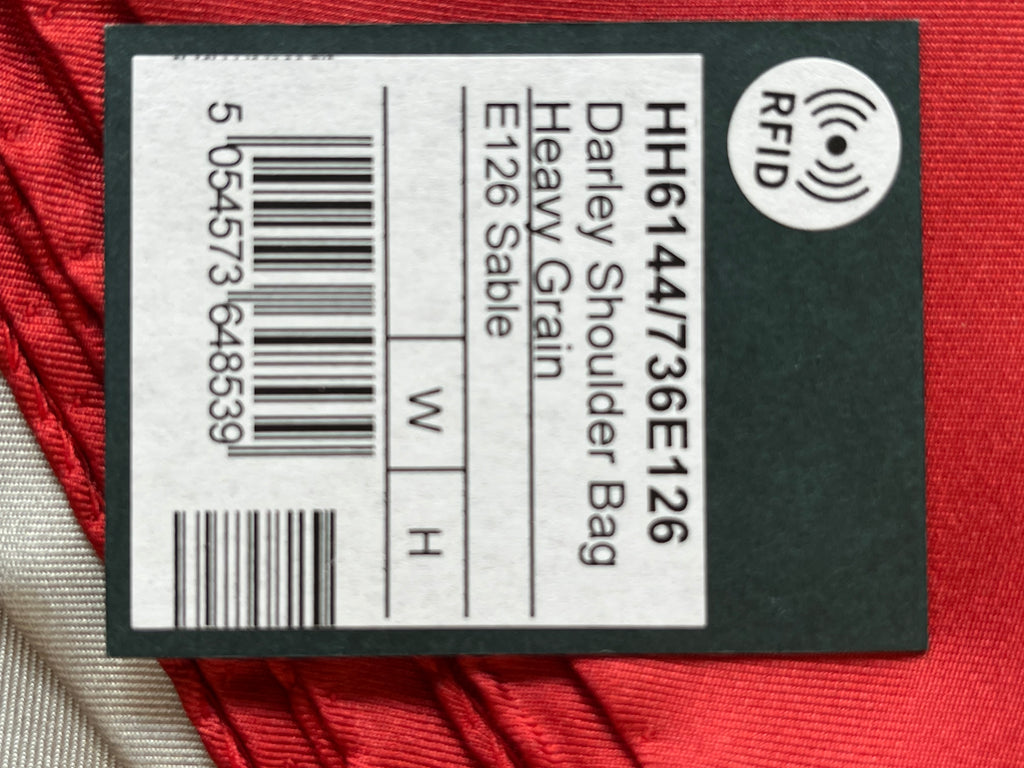 RFID
HH6144/736E126
Darley Shoulder Bag
Heavy Grain
E126 Sable
W H
5 054573 648539